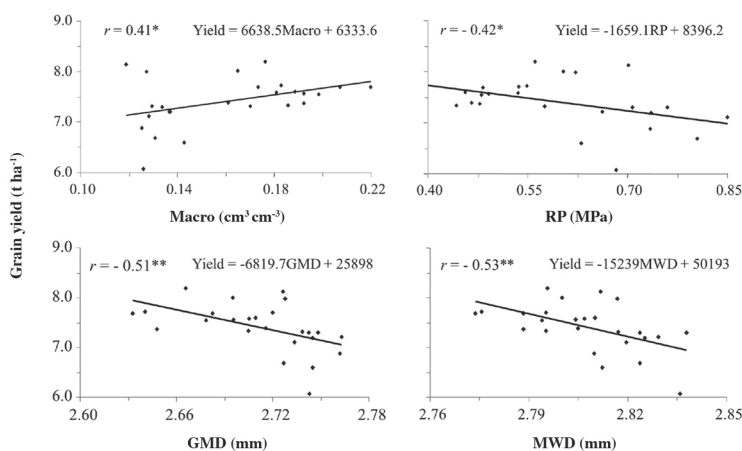 Grain yield (t ha⁻¹)
9.0
8.0
7.0
6.0
r = 0.41* Yield = 6638.5Macro + 6333.6
0.10 0.14 0.18 0.22
Macro (cm³ cm⁻³)
r = - 0.42* Yield = -1659.1RP + 8396.2
0.40 0.55 0.70 0.85
RP (MPa)
9.0
8.0
7.0
6.0
r = - 0.51** Yield = -6819.7GMD + 25898
2.60 2.66 2.72 2.78
GMD (mm)
r = - 0.53** Yield = -15239MWD + 50193
2.76 2.79 2.82 2.85
MWD (mm)